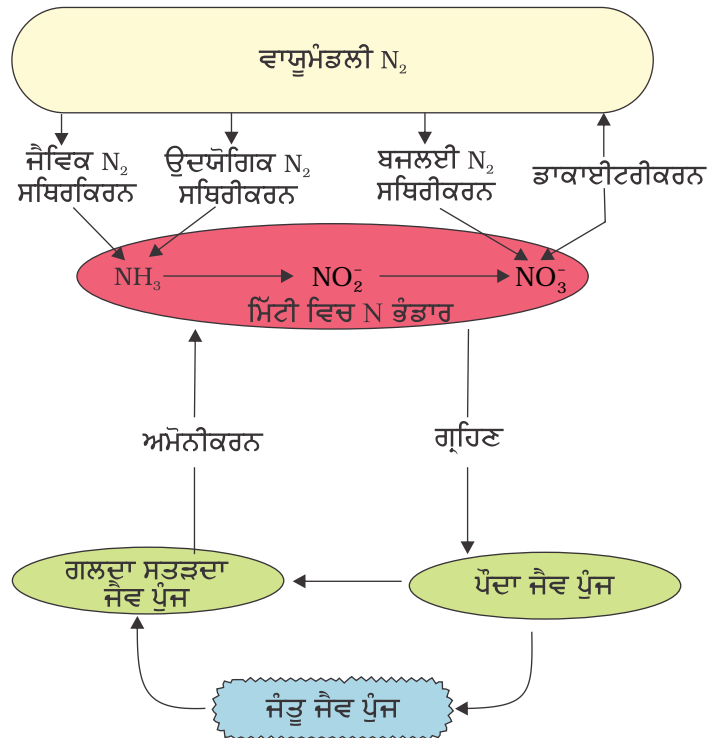 ਵਾਯੂਮੰਡਲੀ N₂
ਜੈਵਿਕ N₂
ਸਥਿਰਕਿਰਨ
ਉਦਯੋਗਿਕ N₂
ਸਥਿਰੀਕਰਨ
ਬਜਲਈ N₂
ਸਥਿਰੀਕਰਨ
ਡਾਕਾਈਟਰੀਕਰਨ
NH₃
NO₂⁻
NO₃⁻
ਮਿੱਟੀ ਵਿਚ N ਭੰਡਾਰ
ਅਮੋਨੀਕਰਨ
ਗ੍ਰਹਿਣ
ਗਲਦਾ ਸਤੜਦਾ
ਜੈਵ ਪੁੰਜ
ਪੌਦਾ ਜੈਵ ਪੁੰਜ
ਜੰਤੂ ਜੈਵ ਪੁੰਜ